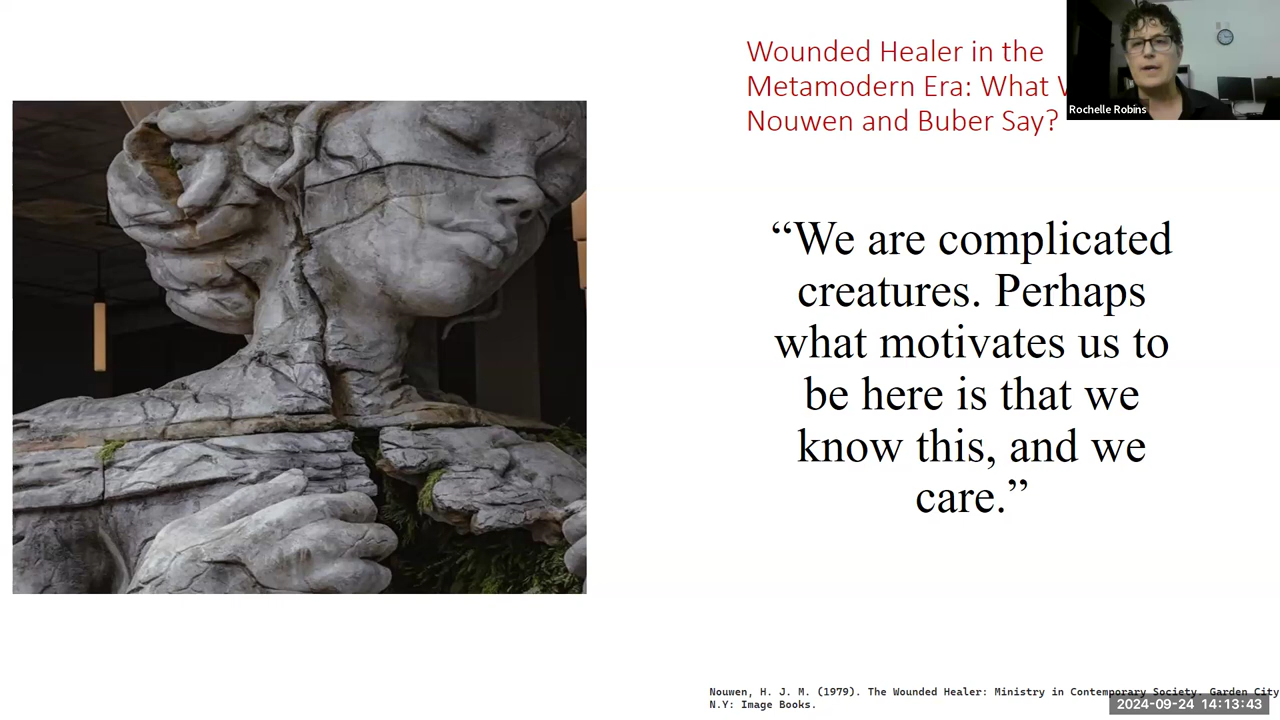 Wounded Healer in the
Metamodern Era: What
Nouwen and Buber Say?
Rochelle Robins
“We are complicated
creatures. Perhaps
what motivates us to
be here is that we
know this, and we
care.”
Nouwen, H. J. M. (1979). The Wounded Healer: Ministry in Contemporary Society. Garden City
N.Y: Image Books.
2024-09-24 14:13:43